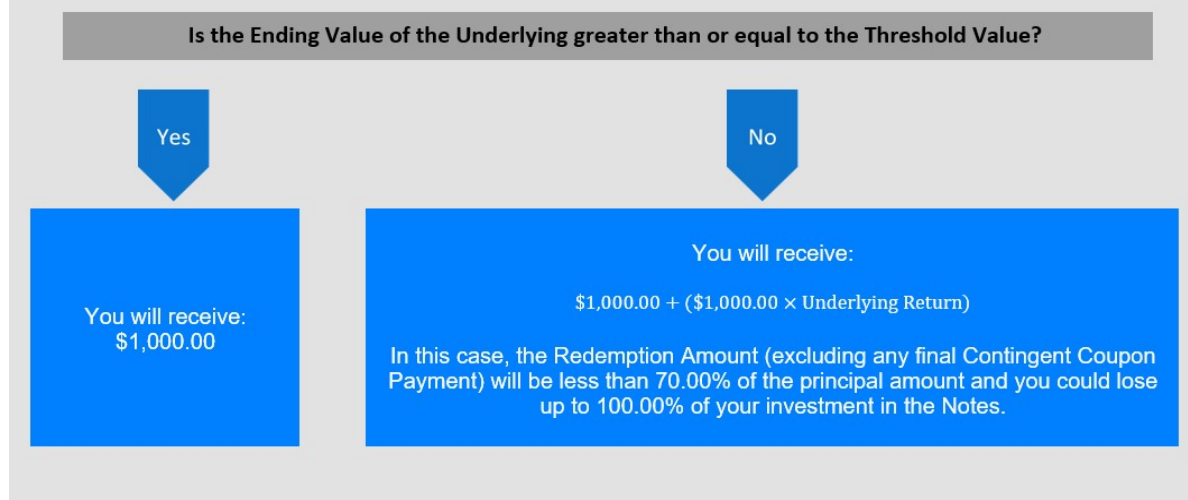 Is the Ending Value of the Underlying greater than or equal to the Threshold Value?
Yes
No
You will receive:
$1,000.00
You will receive:
$1,000.00 + ($1,000.00 × Underlying Return)
In this case, the Redemption Amount (excluding any final Contingent Coupon
Payment) will be less than 70.00% of the principal amount and you could lose
up to 100.00% of your investment in the Notes.